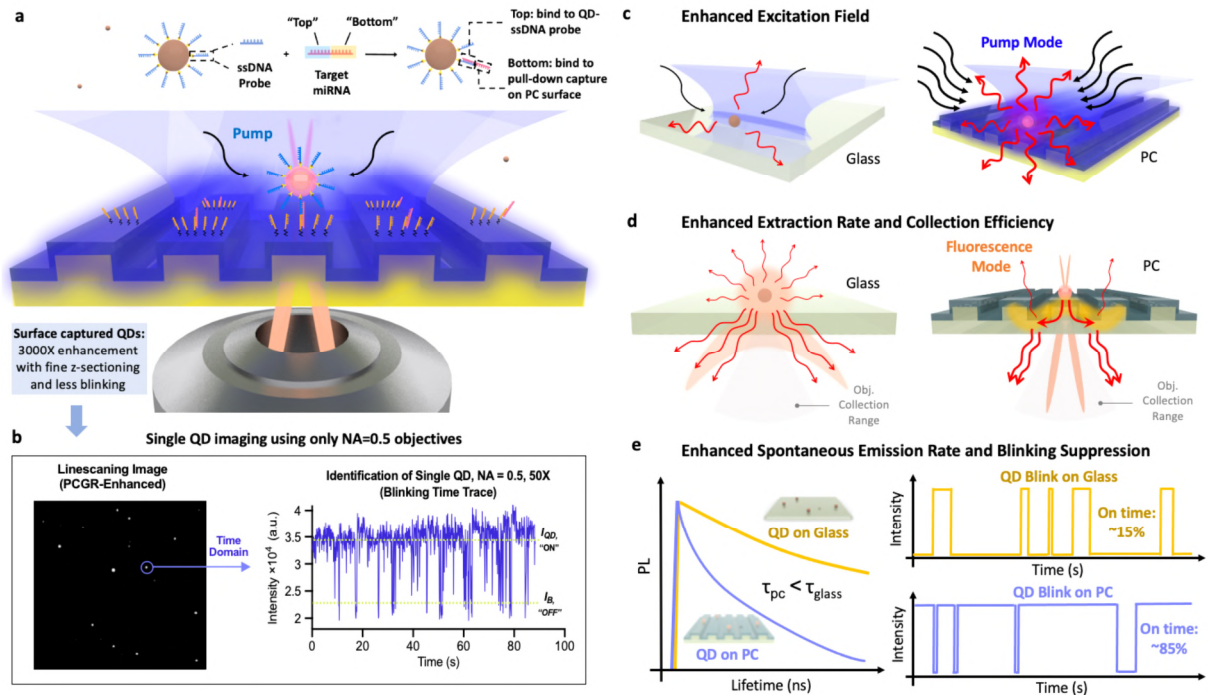 a
"Top"
"Bottom"
Top: bind to QD-
ssDNA probe
ssDNA
Probe
+
Target
miRNA
Bottom: bind to
pull-down capture
on PC surface
Pump
Surface captured QDs:
3000X enhancement
with fine z-sectioning
and less blinking
b
Single QD imaging using only NA=0.5 objectives
Linescaning Image
(PCGR-Enhanced)
Time
Domain
Identification of Single QD, NA = 0.5, 50X
(Blinking Time Trace)
Intensity ×10⁴ (a.u.)
4
3.5
3
2.5
2
I_QD,
"ON"
I_B,
"OFF"
0 20 40 60 80 100
Time (s)
c Enhanced Excitation Field
Glass
Pump Mode
PC
d Enhanced Extraction Rate and Collection Efficiency
Glass
Obj.
Collection
Range
Fluorescence
Mode
PC
Obj.
Collection
Range
e Enhanced Spontaneous Emission Rate and Blinking Suppression
PL
QD on Glass
τpc < τglass
QD on PC
Lifetime (ns)
QD Blink on Glass
Intensity
On time:
~15%
Time (s)
QD Blink on PC
Intensity
On time:
~85%
Time (s)